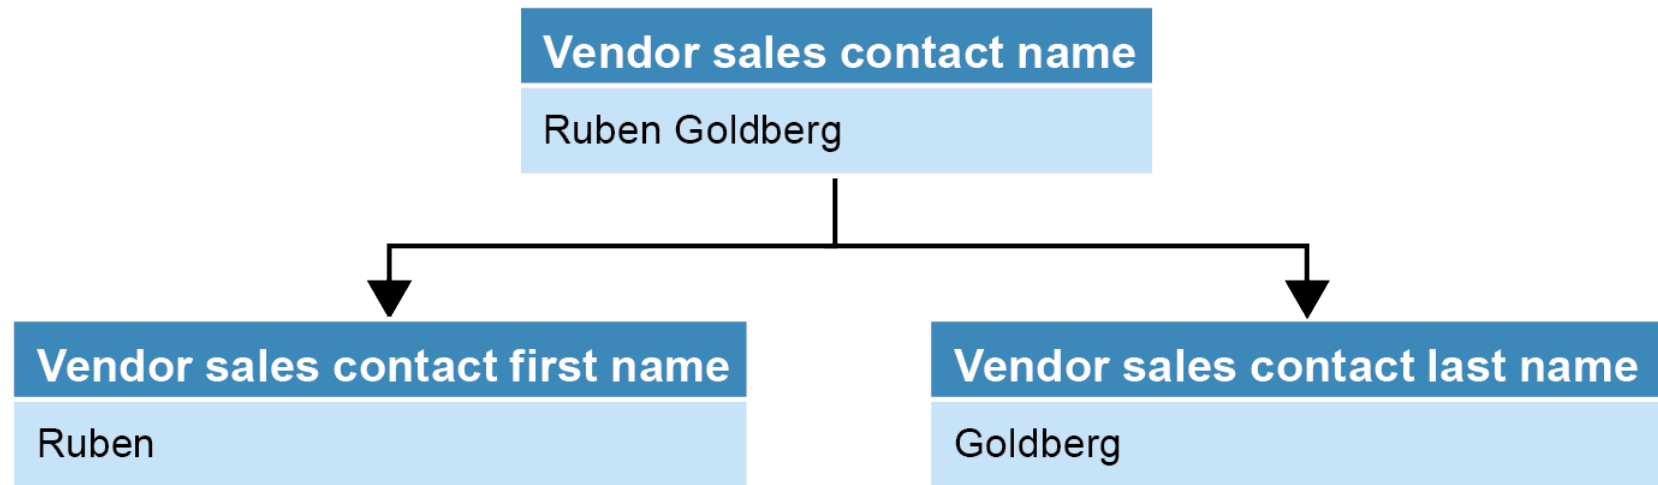 Vendor sales contact name
Ruben Goldberg
Vendor sales contact first name
Ruben
Vendor sales contact last name
Goldberg